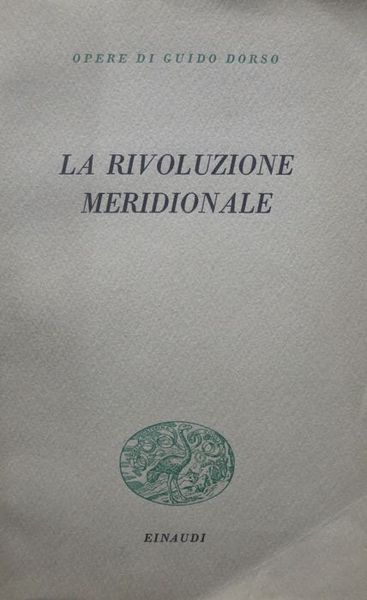 OPERE DI GUIDO DORSO
LA RIVOLUZIONE
MERIDIONALE
EINAUDI